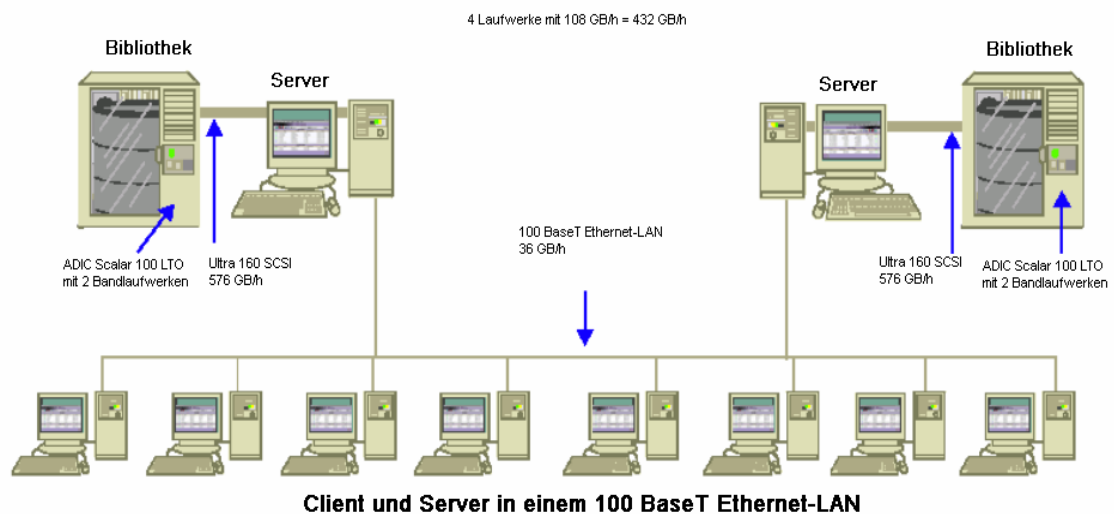 4 Laufwerke mit 108 GB/h = 432 GB/h
Bibliothek
Server
Server
Bibliothek
ADIC Scalar 100 LTO
mit 2 Bandlaufwerken
Ultra 160 SCSI
576 GB/h
100 BaseT Ethernet-LAN
36 GB/h
Ultra 160 SCSI
576 GB/h
ADIC Scalar 100 LTO
mit 2 Bandlaufwerken
Client und Server in einem 100 BaseT Ethernet-LAN